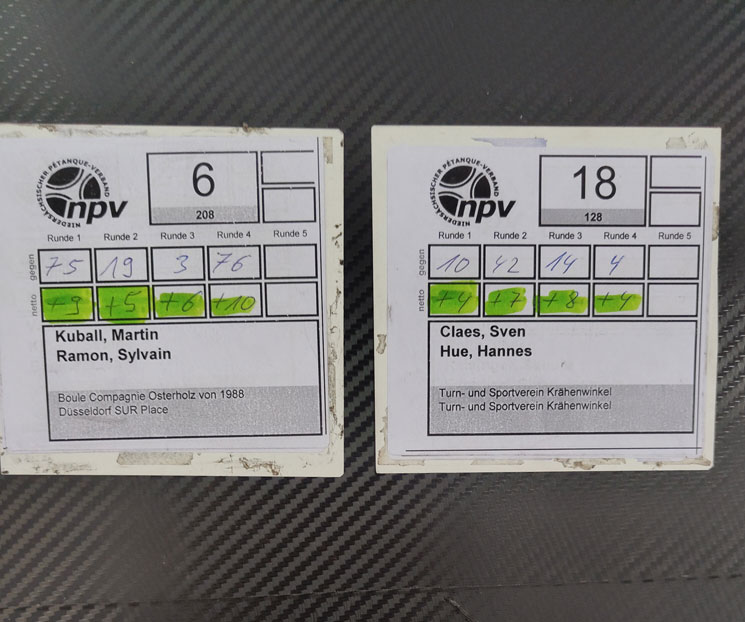 NIEDERSÄCHSISCHER PÉTANQUE-VERBAND
npv
6
208
Runde 1 Runde 2 Runde 3 Runde 4 Runde 5
gegen 75 19 3 76
netto +9 +5 +6 +10
Kuball, Martin
Ramon, Sylvain
Boule Compagnie Osterholz von 1988
Düsseldorf SUR Place
NIEDERSÄCHSISCHER PÉTANQUE-VERBAND
npv
18
128
Runde 1 Runde 2 Runde 3 Runde 4 Runde 5
gegen 10 42 14 4
netto +4 +7 +8 +4
Claes, Sven
Hue, Hannes
Turn- und Sportverein Krähenwinkel
Turn- und Sportverein Krähenwinkel